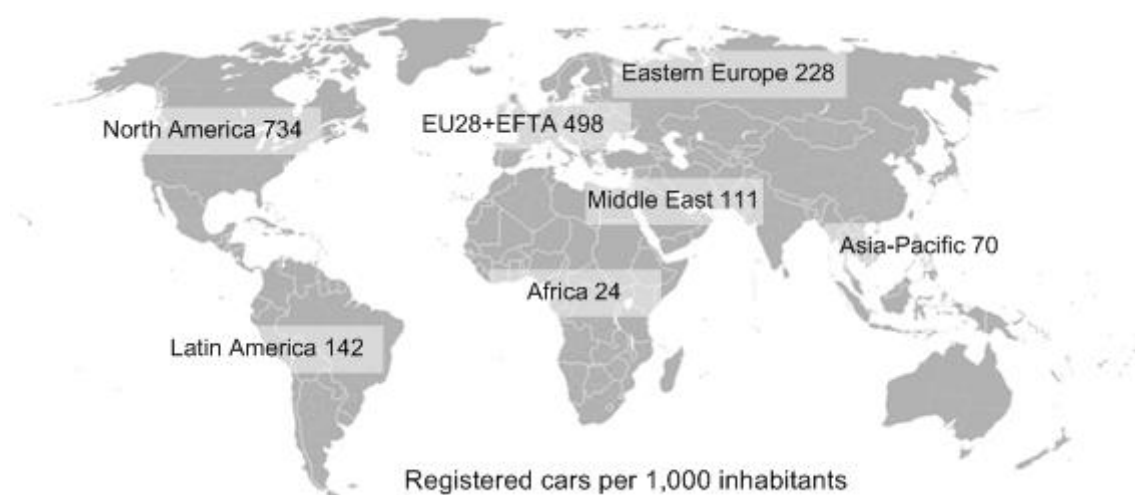 Eastern Europe 228
North America 734
EU28+EFTA 498
Middle East 111
Asia-Pacific 70
Africa 24
Latin America 142
Registered cars per 1,000 inhabitants